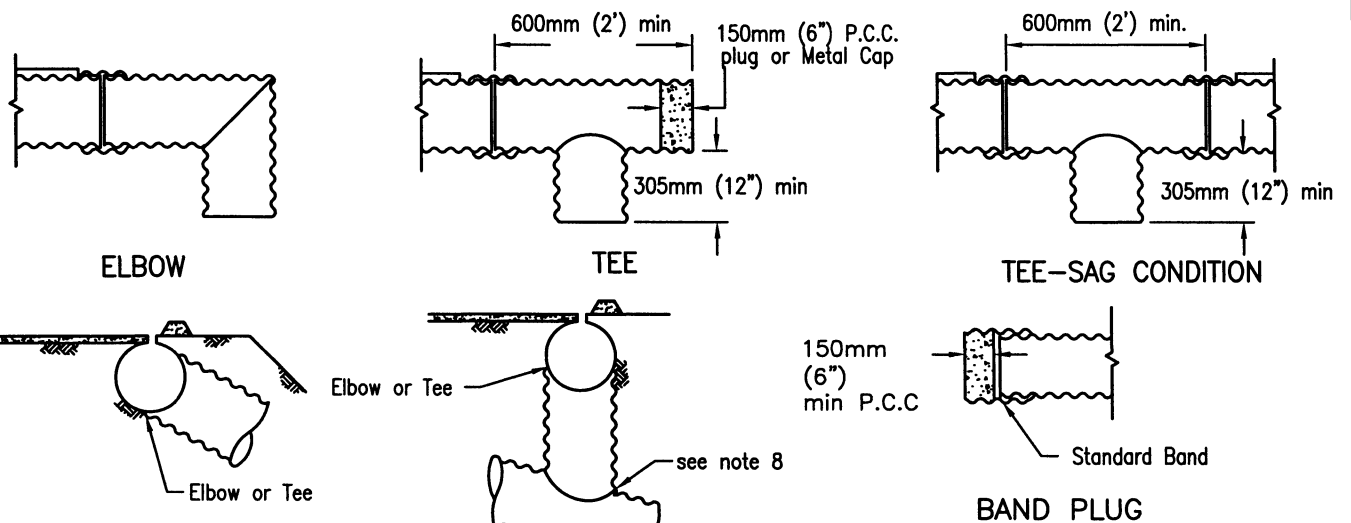 600mm (2') min
150mm (6") P.C.C.
plug or Metal Cap
600mm (2') min.
305mm (12") min
305mm (12") min
ELBOW
TEE
TEE-SAG CONDITION
Elbow or Tee
Elbow or Tee
see note 8
150mm
(6")
min P.C.C
Standard Band
BAND PLUG